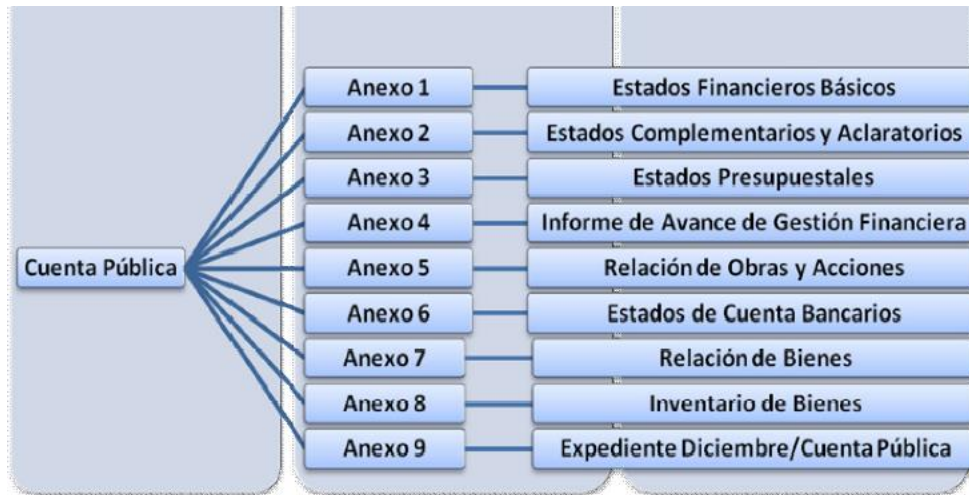 Cuenta Pública
Anexo 1
Estados Financieros Básicos
Anexo 2
Estados Complementarios y Aclaratorios
Anexo 3
Estados Presupuestales
Anexo 4
Informe de Avance de Gestión Financiera
Anexo 5
Relación de Obras y Acciones
Anexo 6
Estados de Cuenta Bancarios
Anexo 7
Relación de Bienes
Anexo 8
Inventario de Bienes
Anexo 9
Expediente Diciembre/Cuenta Pública